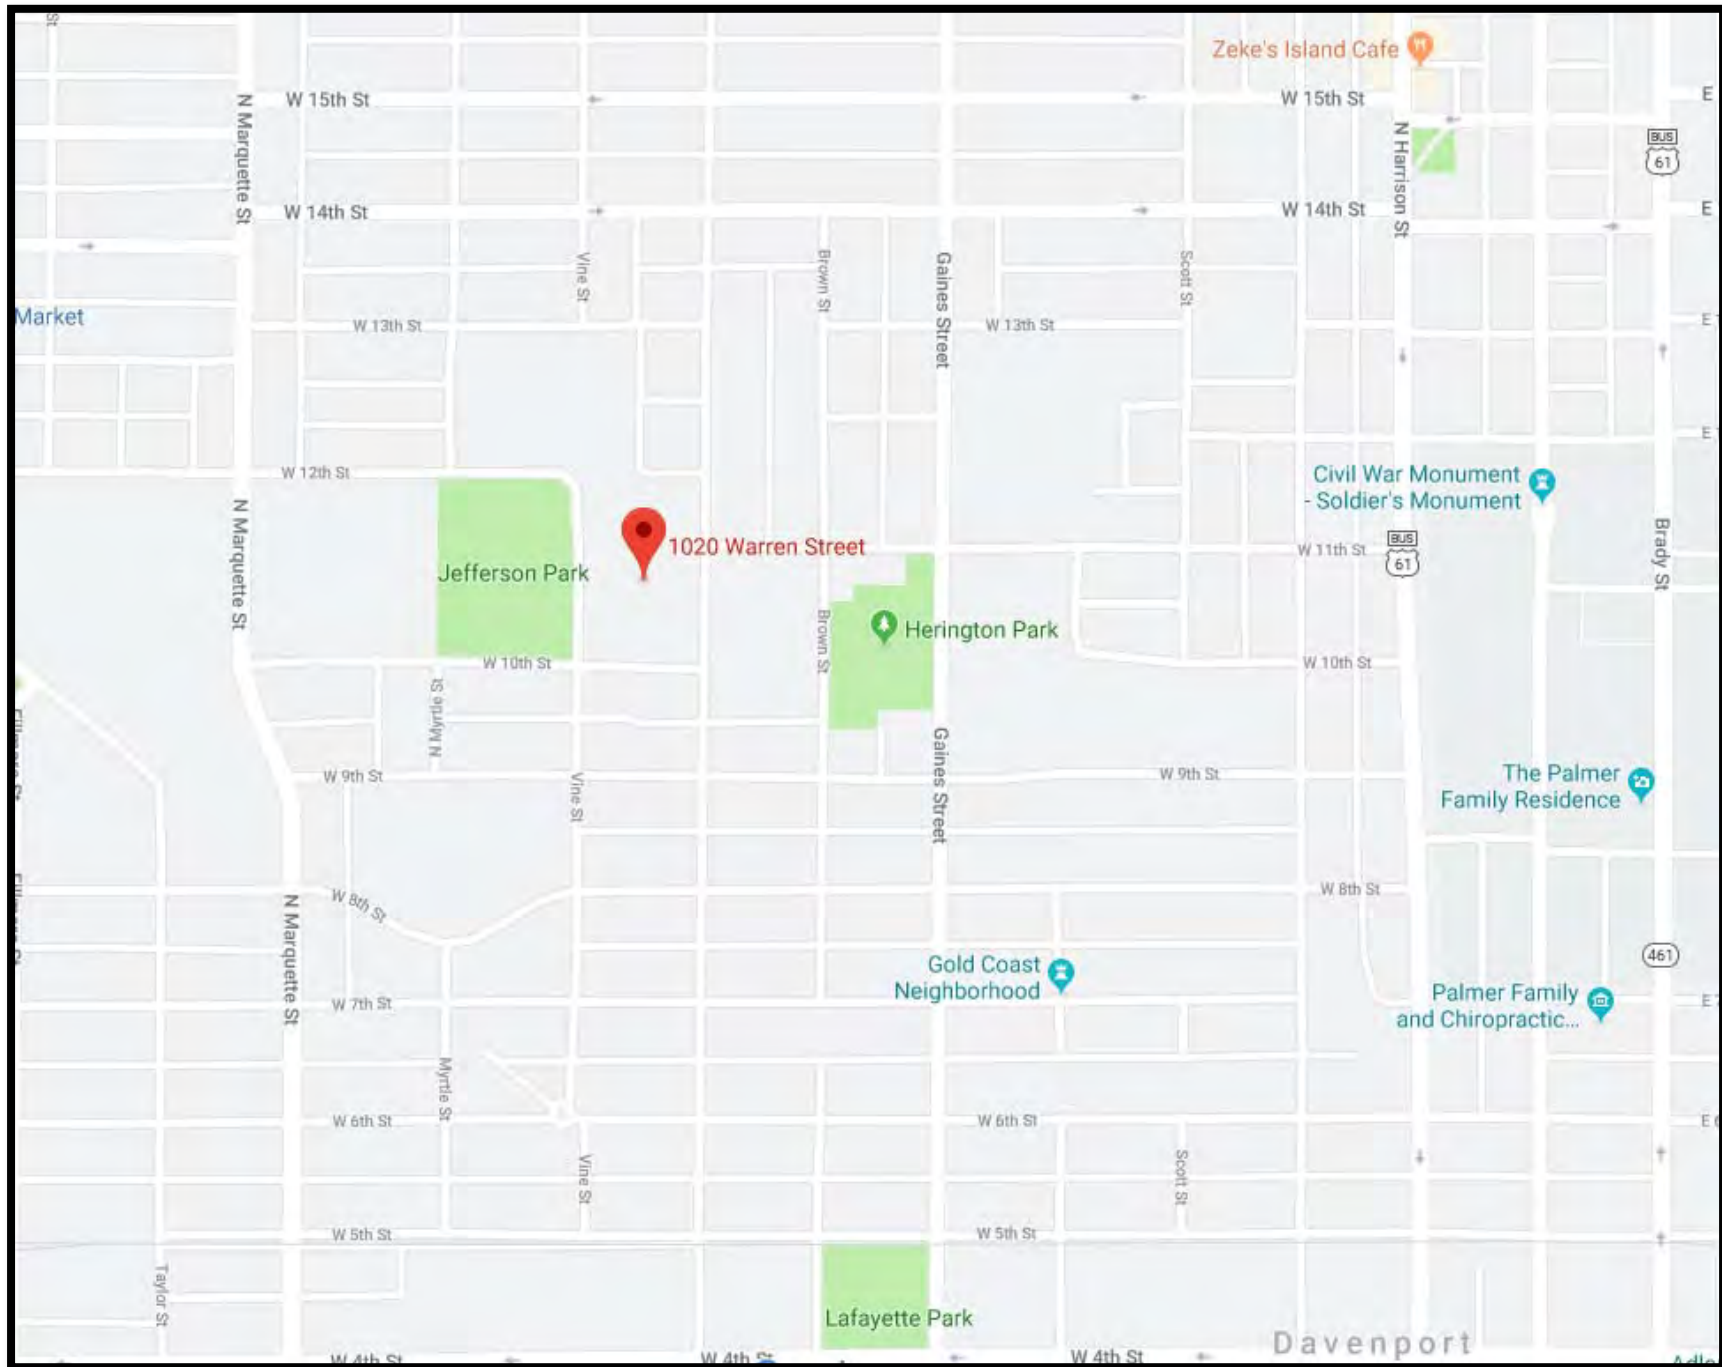 St
Zeke's Island Cafe
W 15th St
W 15th St
E
N Marquette St
N Harrison St
BUS
61
W 14th St
W 14th St
E
Vine St
Brown St
Gaines Street
Scott St
Market
W 13th St
W 13th St
E
E
W 12th St
Civil War Monument
- Soldier's Monument
N Marquette St
BUS
61
Brady St
1020 Warren Street
W 11th St
Jefferson Park
Herington Park
Brown St
W 10th St
W 10th St
N Myrtle St
Gaines Street
W 9th St
W 9th St
The Palmer
Family Residence
Vine St
W 8th St
W 8th St
N Marquette St
Gold Coast
Neighborhood
461
W 7th St
Palmer Family
and Chiropractic...
Myrtle St
W 6th St
W 6th St
E 6
Vine St
Scott St
W 5th St
W 5th St
Taylor St
Lafayette Park
Davenport
W 4th St
W 4th St
W 4th St